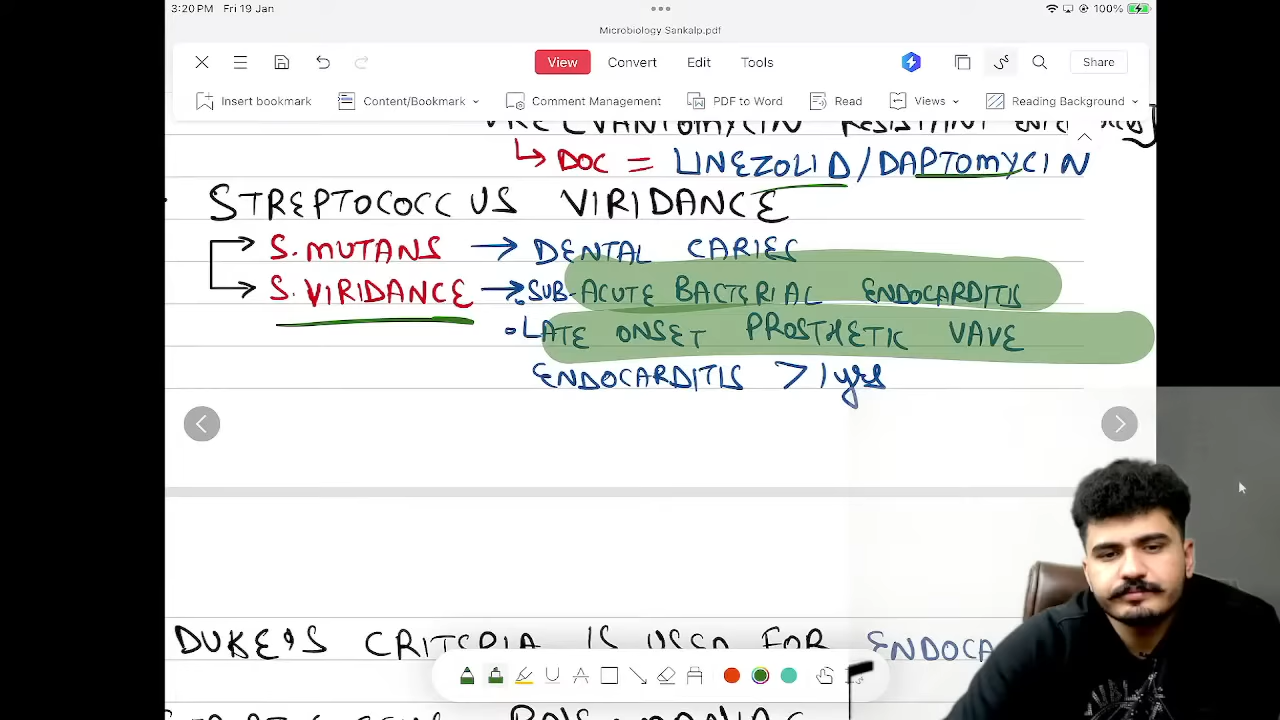 3:20 PM Fri 19 Jan
100%
Microbiology Sankalp.pdf
View Convert Edit Tools Share
Insert bookmark Content/Bookmark Comment Management PDF to Word Read Views Reading Background
RESISTANT
DOC = LINEZOLID/DAPTOMYCIN
STREPTOCOCCUS VIRIDANCE
S. MUTANS → DENTAL CARIES
S. VIRIDANCE → SUB-ACUTE BACTERIAL ENDOCARDITIS
LATE ONSET PROSTHETIC VAVE
ENDOCARDITIS > 1 yrs
DUKE'S CRITERIA IS USED FOR ENDOCA